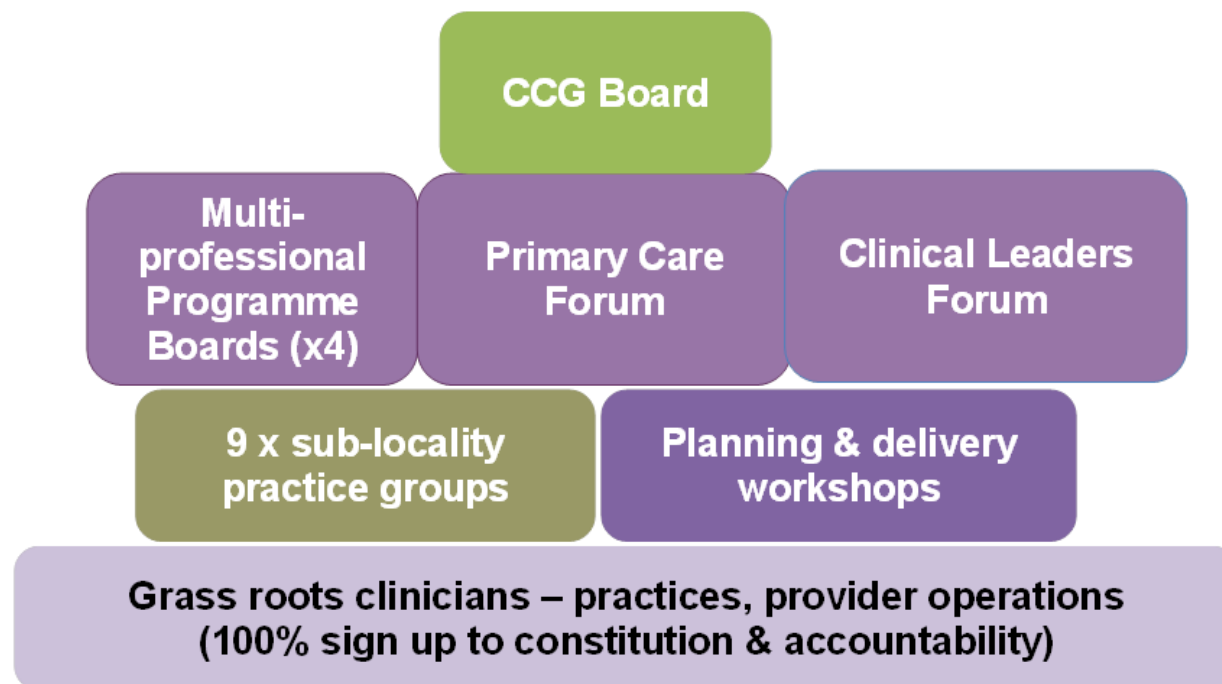 CCG Board
Multi-
professional
Programme
Boards (x4)
Primary Care
Forum
Clinical Leaders
Forum
9 x sub-locality
practice groups
Planning & delivery
workshops
Grass roots clinicians – practices, provider operations
(100% sign up to constitution & accountability)